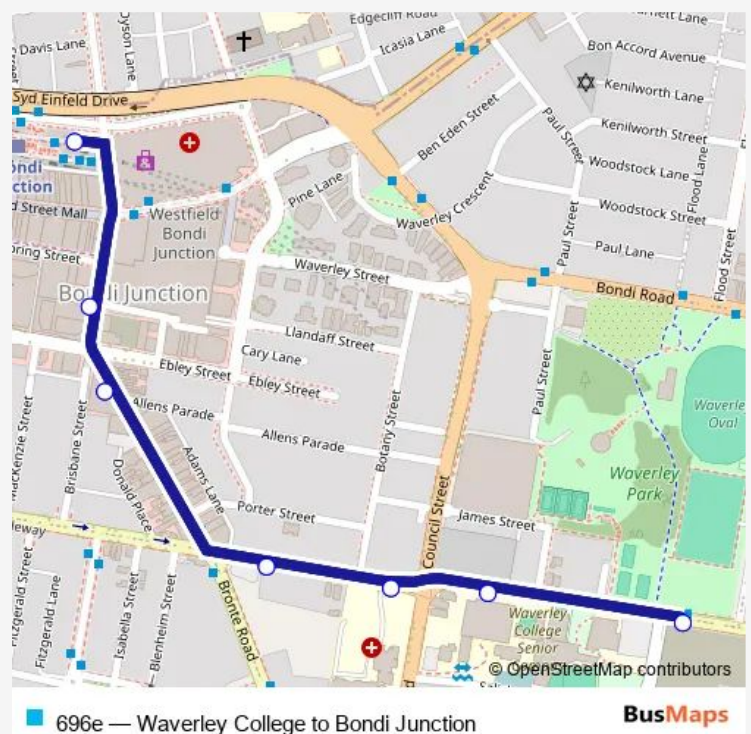 Edgecliff Road
Davis Lane
Dyson Lane
Icasia Lane
Bon Accord Avenue
Syd Einfeld Drive
Ben Eden Street
Paul Street
Kenilworth Lane
Kenilworth Street
Flood Lane
Woodstock Lane
Pine Lane
Waverley Crescent
Woodstock Street
d Street Mall
Westfield
Bondi
Junction
Paul Street
Paul Lane
Flood Street
oring Street
Waverley Street
Bondi Road
Bondi Junction
Llandaff Street
Cary Lane
Ebley Street
Ebley Street
Paul Street
Waverle
Oval
Allens Parade
Allens Parade
Botany Street
MacKenzie Street
Brisbane Street
Donald Place
Adams Lane
Waverley
Park
Porter Street
James Street
Council Street
leway
Fitzgerald Street
Fitzgerald Lane
Isabella Street
Blenheim Street
Bronte Road
Waverley
College
Senior
© OpenStreetMap contributors
696e — Waverley College to Bondi Junction
BusMaps